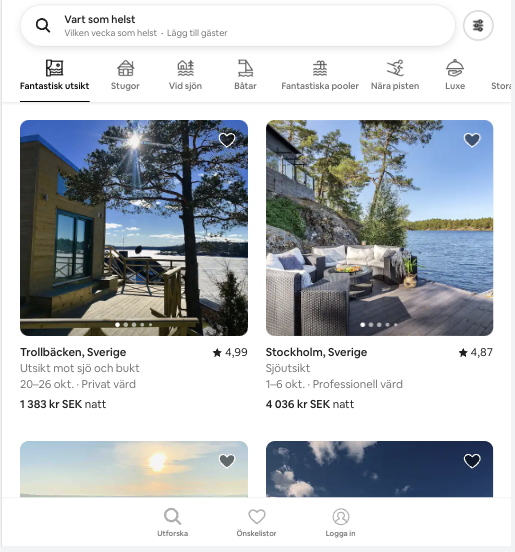 Vart som helst
Vilken vecka som helst · Lägg till gäster
Fantastisk utsikt
Stugor
Vid sjön
Båtar
Fantastiska pooler
Nära pisten
Luxe
Stora
Trollbäcken, Sverige
4,99
Utsikt mot sjö och bukt
20–26 okt. · Privat värd
1 383 kr SEK natt
Stockholm, Sverige
4,87
Sjöutsikt
1–6 okt. · Professionell värd
4 036 kr SEK natt
Utforska
Önskelistor
Logga in